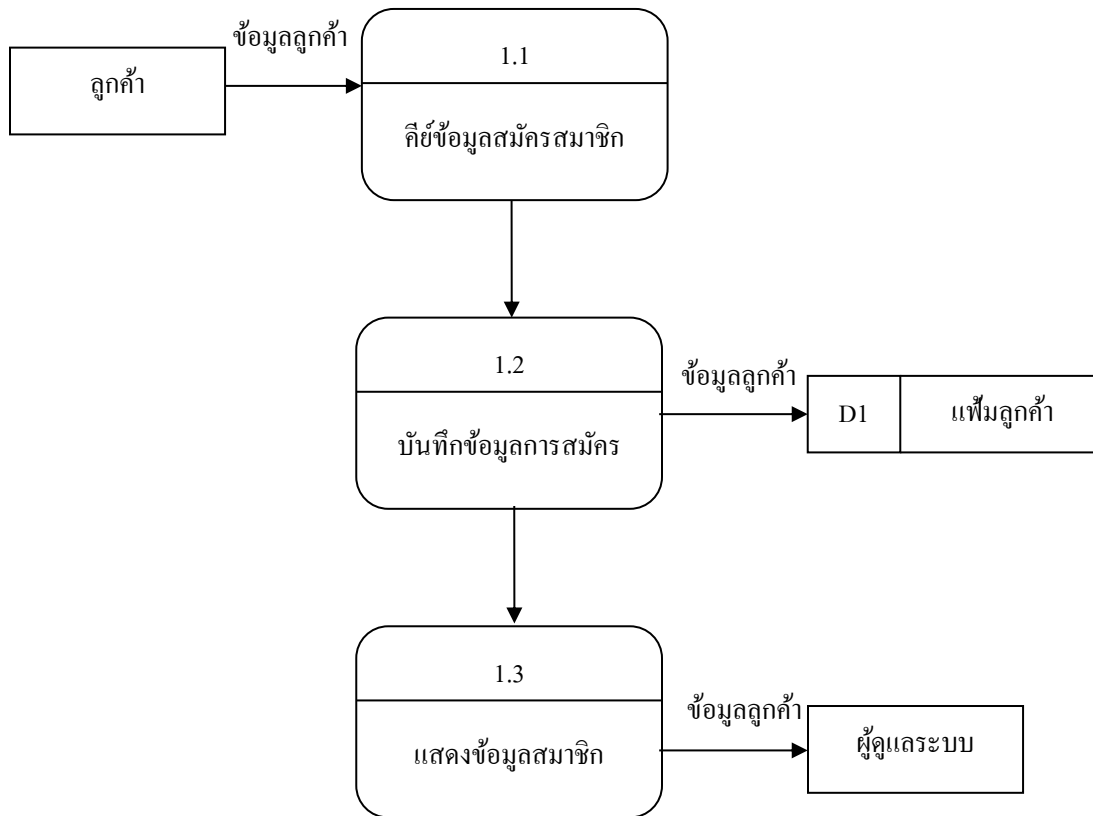 ข้อมูลลูกค้า
ลูกค้า
1.1
คีย์ข้อมูลสมัครสมาชิก
1.2
บันทึกข้อมูลการสมัคร
ข้อมูลลูกค้า
D1
แฟ้มลูกค้า
1.3
แสดงข้อมูลสมาชิก
ข้อมูลลูกค้า
ผู้ดูแลระบบ